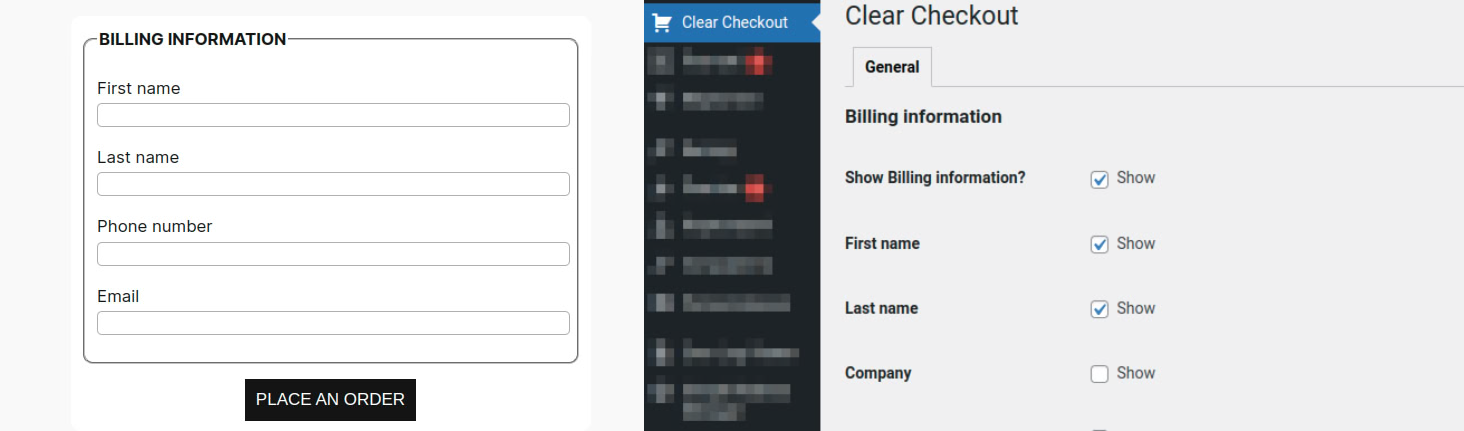 BILLING INFORMATION
First name
Last name
Phone number
Email
PLACE AN ORDER
Clear Checkout
Clear Checkout
General
Billing information
Show Billing information? Show
First name Show
Last name Show
Company Show